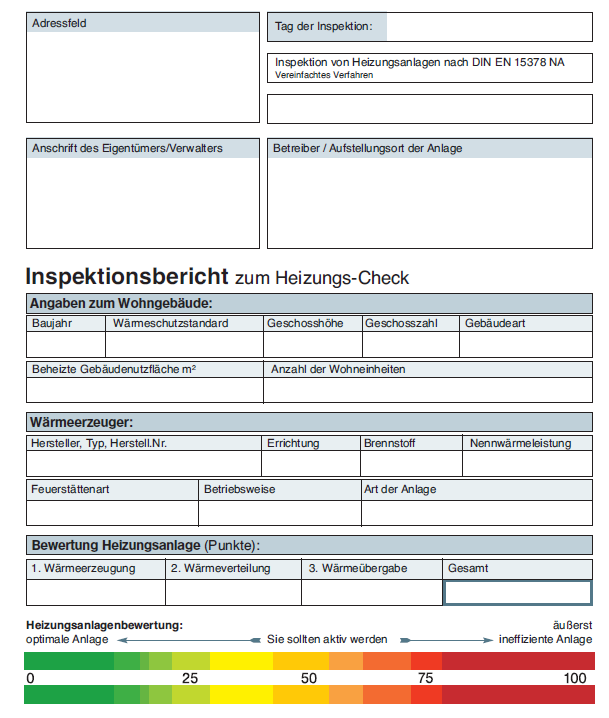 Adressfeld
Tag der Inspektion:
Inspektion von Heizungsanlagen nach DIN EN 15378 NA
Vereinfachtes Verfahren
Anschrift des Eigentümers/Verwalters
Betreiber / Aufstellungsort der Anlage
Inspektionsbericht zum Heizungs-Check
Angaben zum Wohngebäude:
Baujahr Wärmeschutzstandard Geschosshöhe Geschosszahl Gebäudeart
Beheizte Gebäudenutzfläche m² Anzahl der Wohneinheiten
Wärmeerzeuger:
Hersteller, Typ, Herstell.Nr. Errichtung Brennstoff Nennwärmeleistung
Feuerstättenart Betriebsweise Art der Anlage
Bewertung Heizungsanlage (Punkte):
1. Wärmeerzeugung 2. Wärmeverteilung 3. Wärmeübergabe Gesamt
Heizungsanlagenbewertung: äußerst
optimale Anlage Sie sollten aktiv werden ineffiziente Anlage
0 25 50 75 100